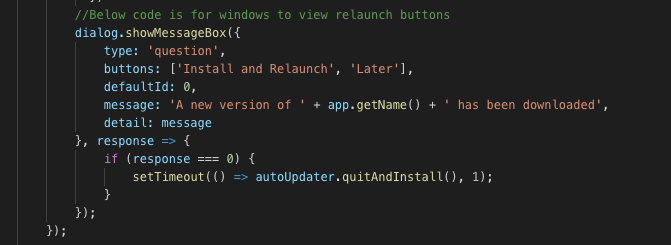 //Below code is for windows to view relaunch buttons
dialog.showMessageBox({
type: 'question',
buttons: ['Install and Relaunch', 'Later'],
defaultId: 0,
message: 'A new version of ' + app.getName() + ' has been downloaded',
detail: message
}, response => {
if (response === 0) {
setTimeout(() => autoUpdater.quitAndInstall(), 1);
}
});
});